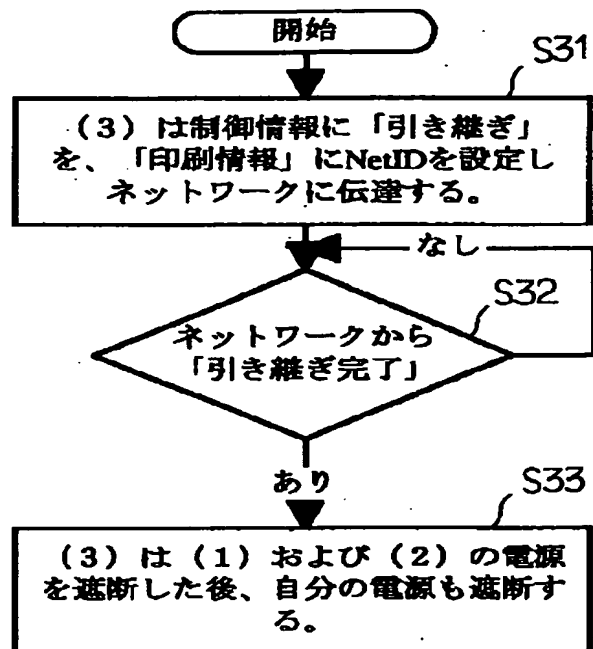 開始
S31
(3)は制御情報に「引き継ぎ」
を、「印刷情報」にNetIDを設定し
ネットワークに伝達する。
なし
S32
ネットワークから
「引き継ぎ完了」
あり
S33
(3)は(1)および(2)の電源
を遮断した後、自分の電源も遮断す
る。